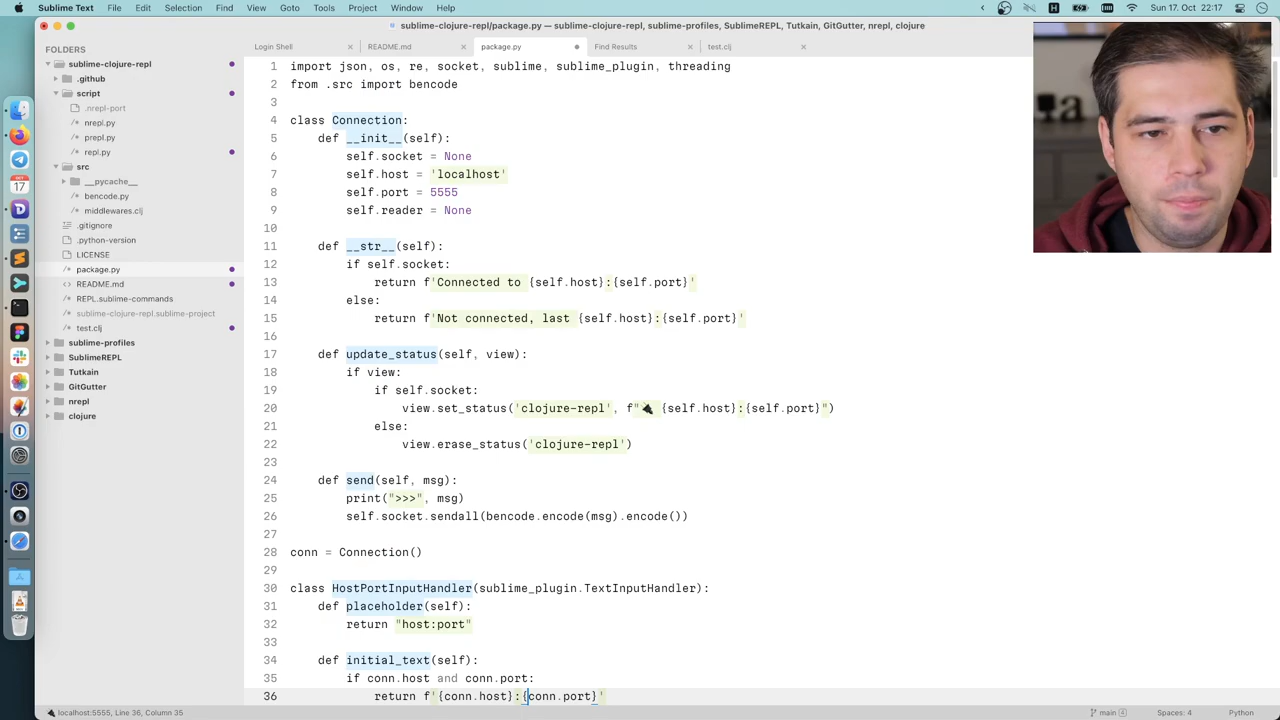 Sublime Text File Edit Selection Find View Goto Tools Project Window Help
Sun 17. Oct 22:17
sublime-clojure-repl/package.py — sublime-clojure-repl, sublime-profiles, SublimeREPL, Tutkain, GitGutter, nrepl, clojure
Login Shell README.md package.py Find Results test.clj
FOLDERS
sublime-clojure-repl
.github
script
.nrepl-port
nrepl.py
prepl.py
repl.py
src
__pycache__
bencode.py
middlewares.clj
.gitignore
.python-version
LICENSE
package.py
README.md
REPL.sublime-commands
sublime-clojure-repl.sublime-project
test.clj
sublime-profiles
SublimeREPL
Tutkain
GitGutter
nrepl
clojure
1 import json, os, re, socket, sublime, sublime_plugin, threading
2 from .src import bencode
3
4 class Connection:
5 def __init__(self):
6 self.socket = None
7 self.host = 'localhost'
8 self.port = 5555
9 self.reader = None
10
11 def __str__(self):
12 if self.socket:
13 return f'Connected to {self.host}:{self.port}'
14 else:
15 return f'Not connected, last {self.host}:{self.port}'
16
17 def update_status(self, view):
18 if view:
19 if self.socket:
20 view.set_status('clojure-repl', f"🔌 {self.host}:{self.port}")
21 else:
22 view.erase_status('clojure-repl')
23
24 def send(self, msg):
25 print(">>>", msg)
26 self.socket.sendall(bencode.encode(msg).encode())
27
28 conn = Connection()
29
30 class HostPortInputHandler(sublime_plugin.TextInputHandler):
31 def placeholder(self):
32 return "host:port"
33
34 def initial_text(self):
35 if conn.host and conn.port:
36 return f'{conn.host}:{conn.port}'
🔌 localhost:5555, Line 36, Column 35
main 4 Spaces: 4 Python